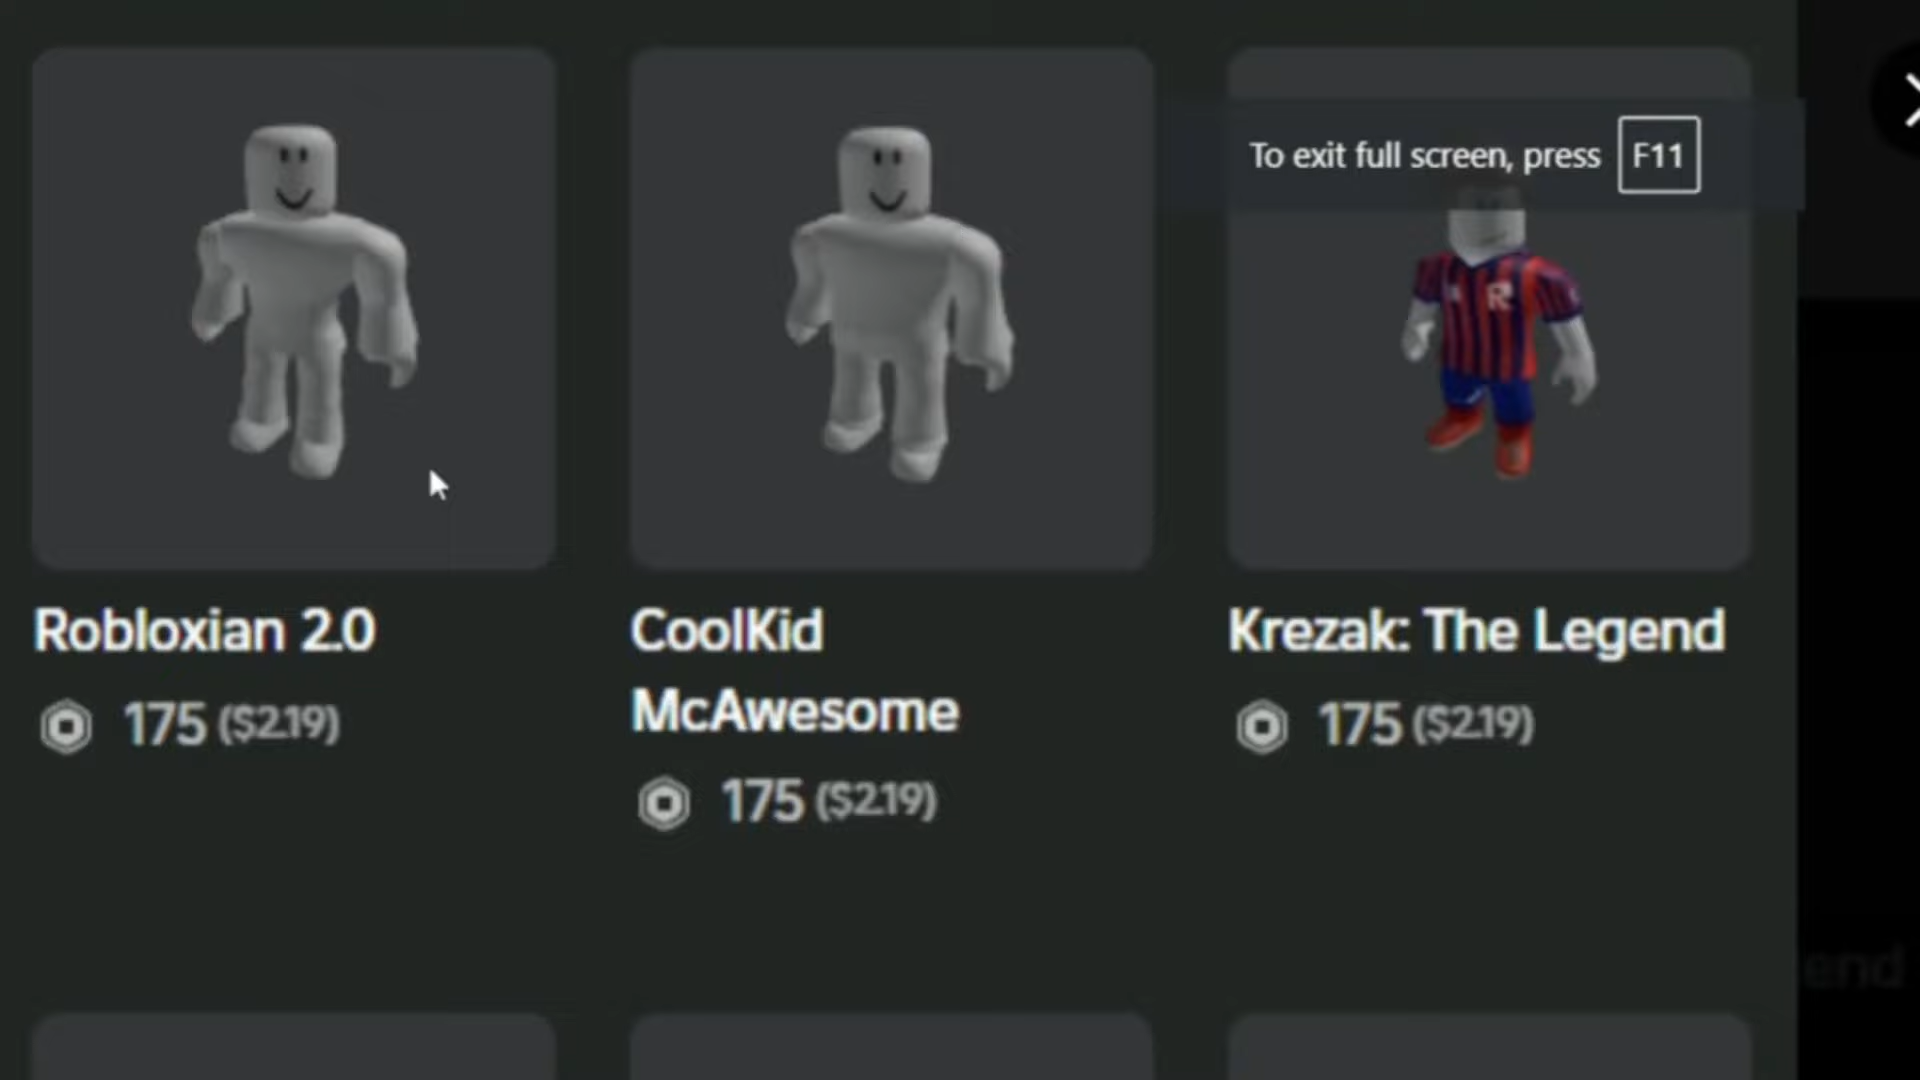 To exit full screen, press F11
R
Robloxian 2.0
175 ($2.19)
CoolKid
McAwesome
175 ($2.19)
Krezak: The Legend
175 ($2.19)
end